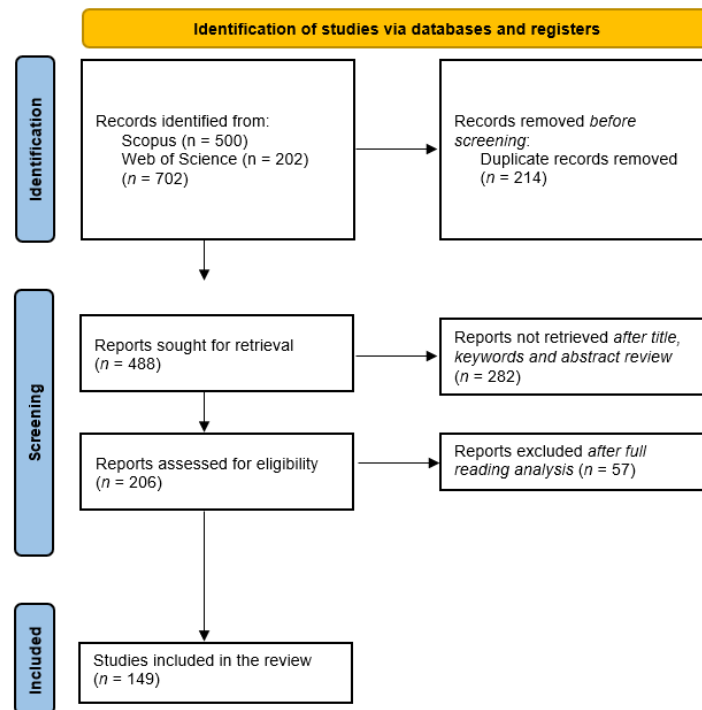 Identification of studies via databases and registers
Identification
Records identified from:
Scopus (n = 500)
Web of Science (n = 202)
(n = 702)
Records removed before
screening:
Duplicate records removed
(n = 214)
Screening
Reports sought for retrieval
(n = 488)
Reports not retrieved after title,
keywords and abstract review
(n = 282)
Reports assessed for eligibility
(n = 206)
Reports excluded after full
reading analysis (n = 57)
Included
Studies included in the review
(n = 149)